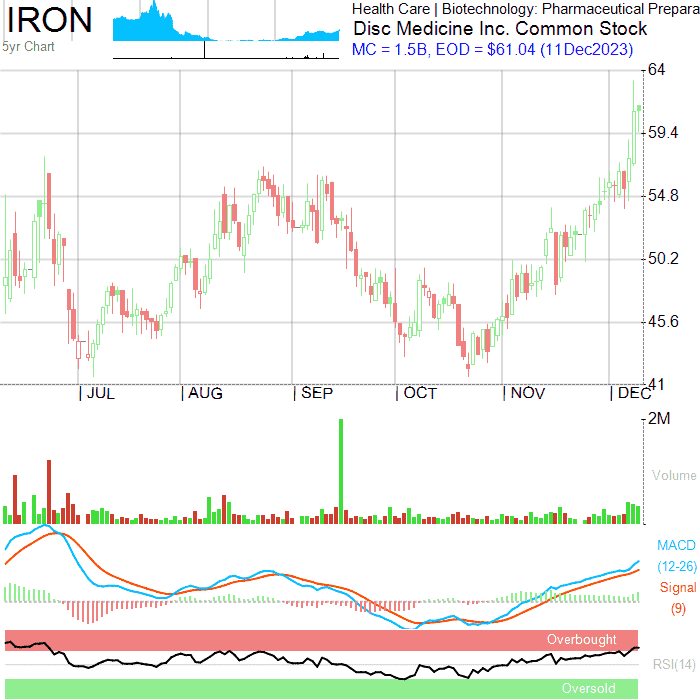 IRON
5yr Chart
Health Care | Biotechnology: Pharmaceutical Prepara
Disc Medicine Inc. Common Stock
MC = 1.5B, EOD = $61.04 (11Dec2023)
64
59.4
54.8
50.2
45.6
41
JUL AUG SEP OCT NOV DEC
2M
Volume
MACD
(12-26)
Signal
(9)
Overbought
RSI(14)
Oversold